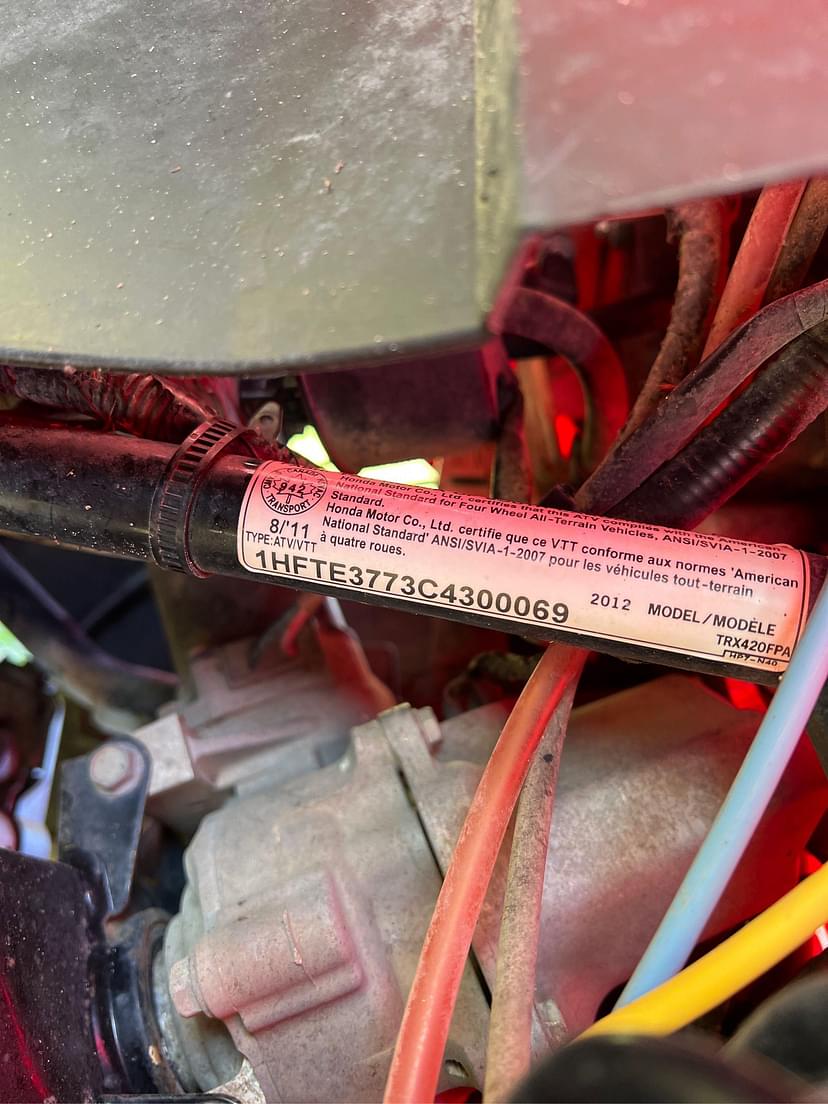 CANADA
942
TRANSPORT
Honda Motor Co., Ltd. certifies that this ATV complies with the American
National Standard for Four Wheel All-Terrain Vehicles, ANSI/SVIA-1-2007
Standard.
Honda Motor Co., Ltd. certifie que ce VTT conforme aux normes 'American
National Standard' ANSI/SVIA-1-2007 pour les véhicules tout-terrain
à quatre roues.
8/'11
TYPE:ATV/VTT
1HFTE3773C4300069
2012 MODEL/MODÈLE
TRX420FPA